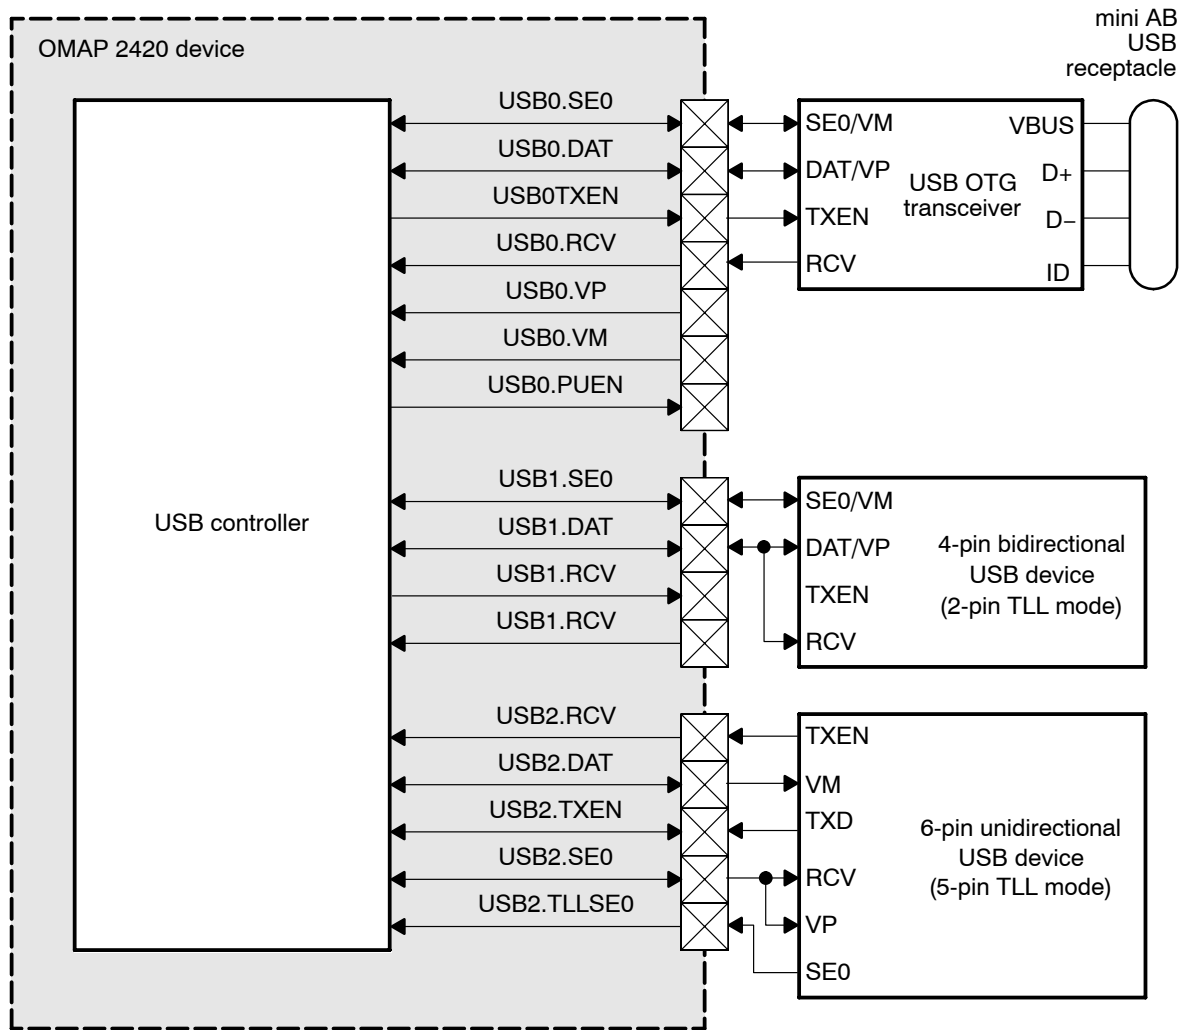 mini AB
USB
receptacle
OMAP 2420 device
USB controller
USB0.SE0
USB0.DAT
USB0TXEN
USB0.RCV
USB0.VP
USB0.VM
USB0.PUEN
SE0/VM
DAT/VP
TXEN
RCV
USB OTG
transceiver
VBUS
D+
D−
ID
USB1.SE0
USB1.DAT
USB1.RCV
USB1.RCV
SE0/VM
DAT/VP
TXEN
RCV
4-pin bidirectional
USB device
(2-pin TLL mode)
USB2.RCV
USB2.DAT
USB2.TXEN
USB2.SE0
USB2.TLLSE0
TXEN
VM
TXD
RCV
VP
SE0
6-pin unidirectional
USB device
(5-pin TLL mode)